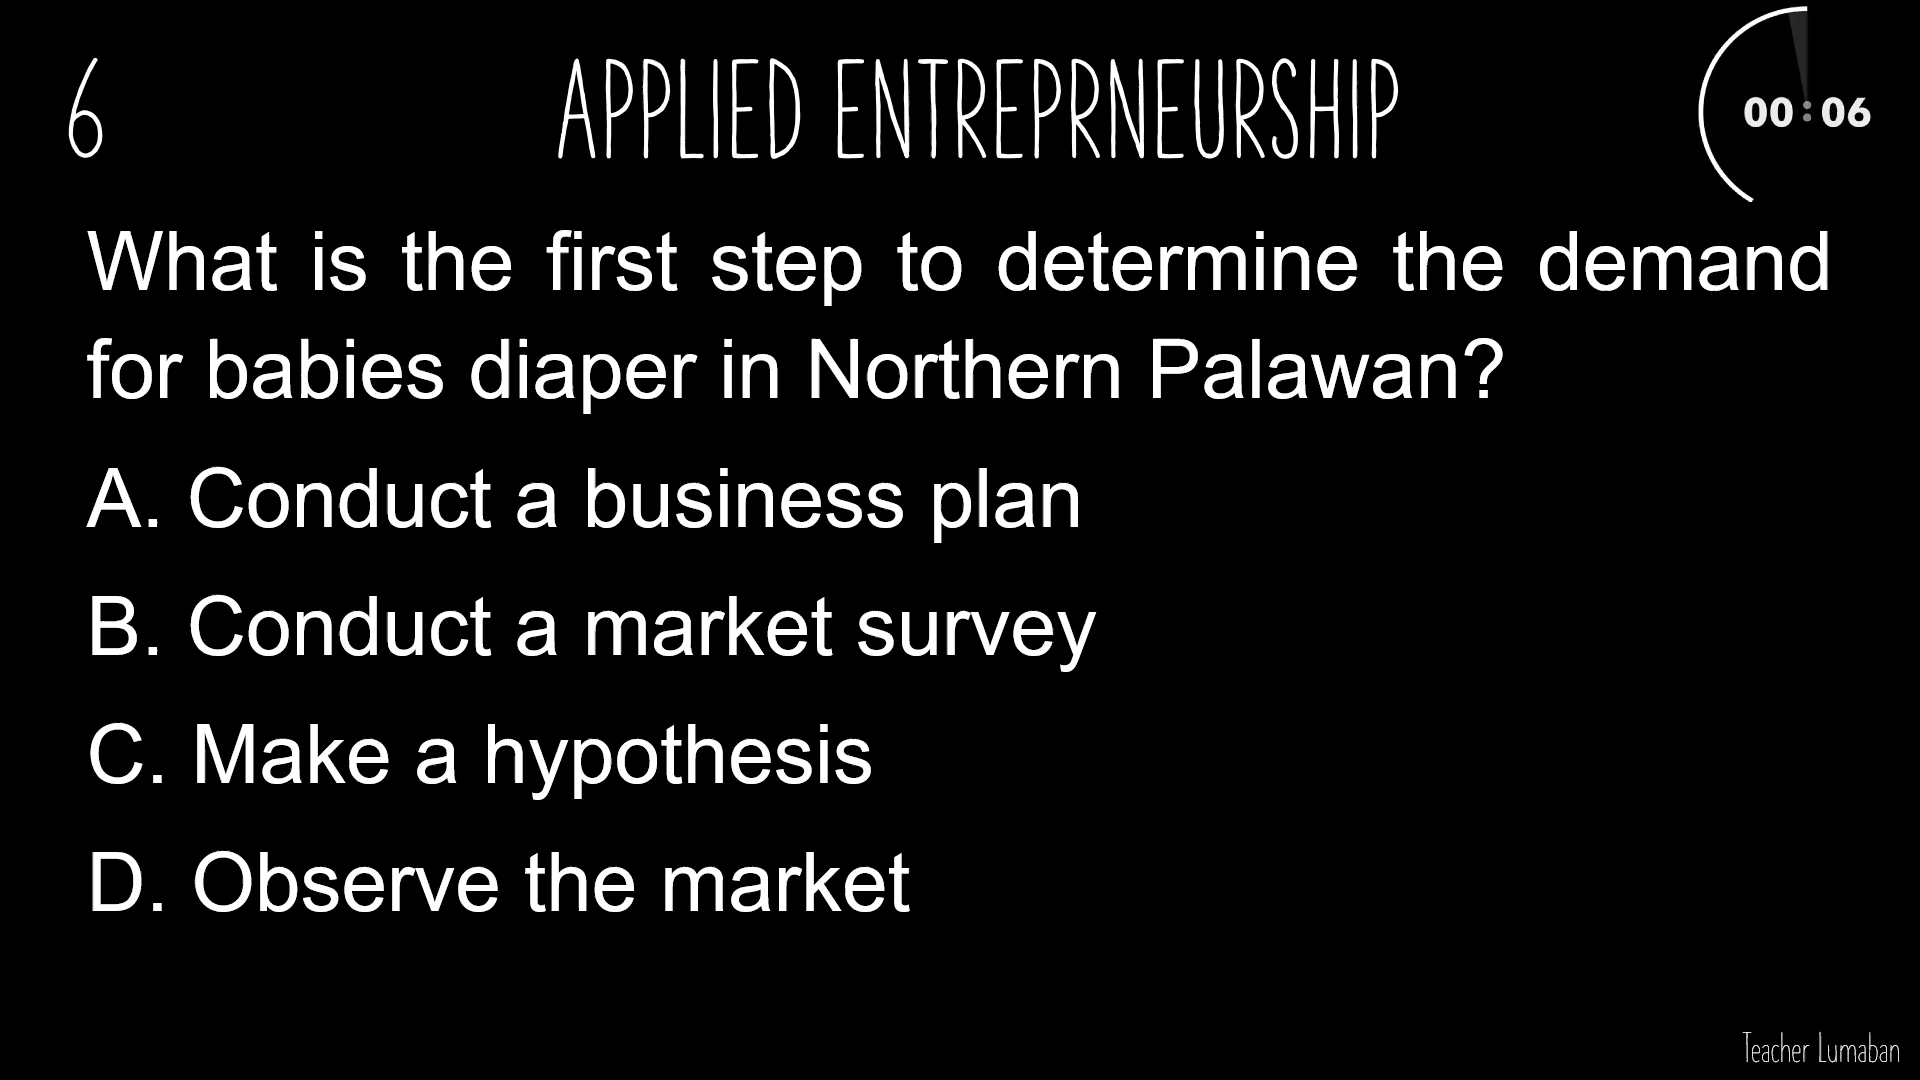 6
APPLIED ENTREPRNEURSHIP
00:06
What is the first step to determine the demand
for babies diaper in Northern Palawan?
A. Conduct a business plan
B. Conduct a market survey
C. Make a hypothesis
D. Observe the market
Teacher Lumaban